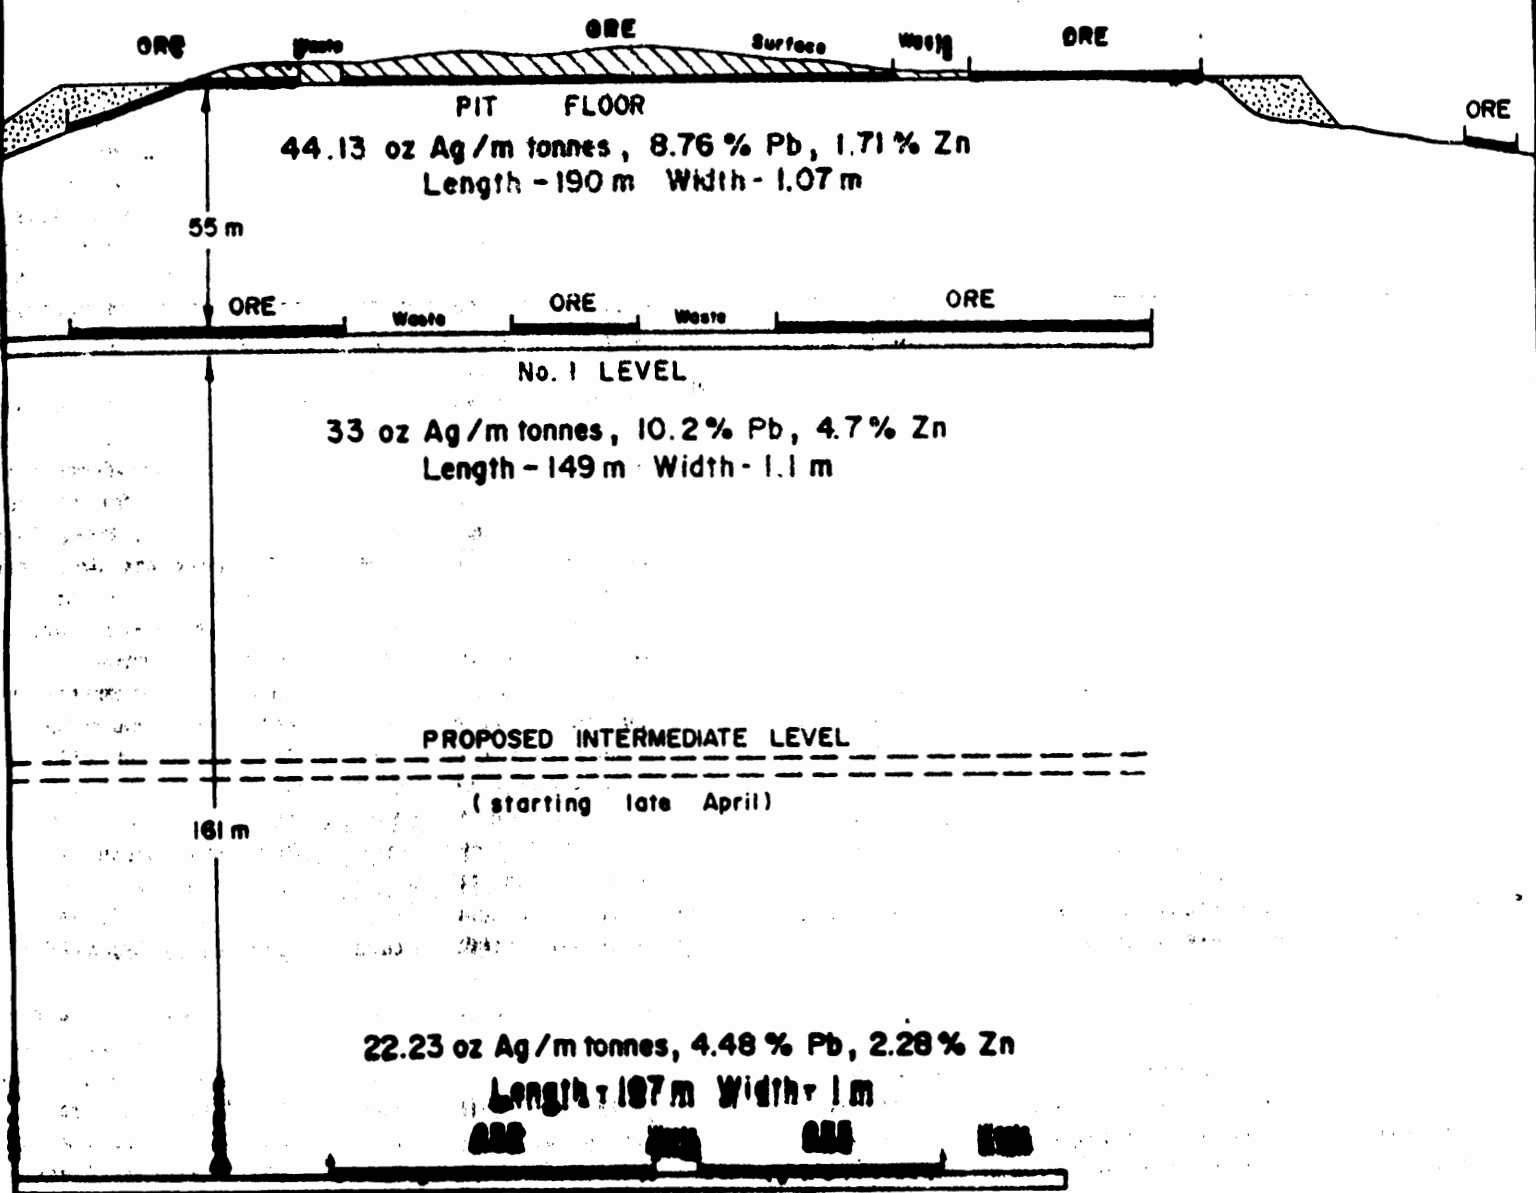 ORE Waste ORE Surface Waste ORE
PIT FLOOR
ORE
44.13 oz Ag/m tonnes, 8.76 % Pb, 1.71 % Zn
Length - 190 m Width - 1.07 m
55 m
ORE ORE ORE
Waste Waste
No. 1 LEVEL
33 oz Ag/m tonnes, 10.2 % Pb, 4.7 % Zn
Length - 149 m Width - 1.1 m
PROPOSED INTERMEDIATE LEVEL
(starting late April)
161 m
22.23 oz Ag/m tonnes, 4.48 % Pb, 2.28 % Zn
Length - m Width - 1 m
ORE Waste ORE Waste